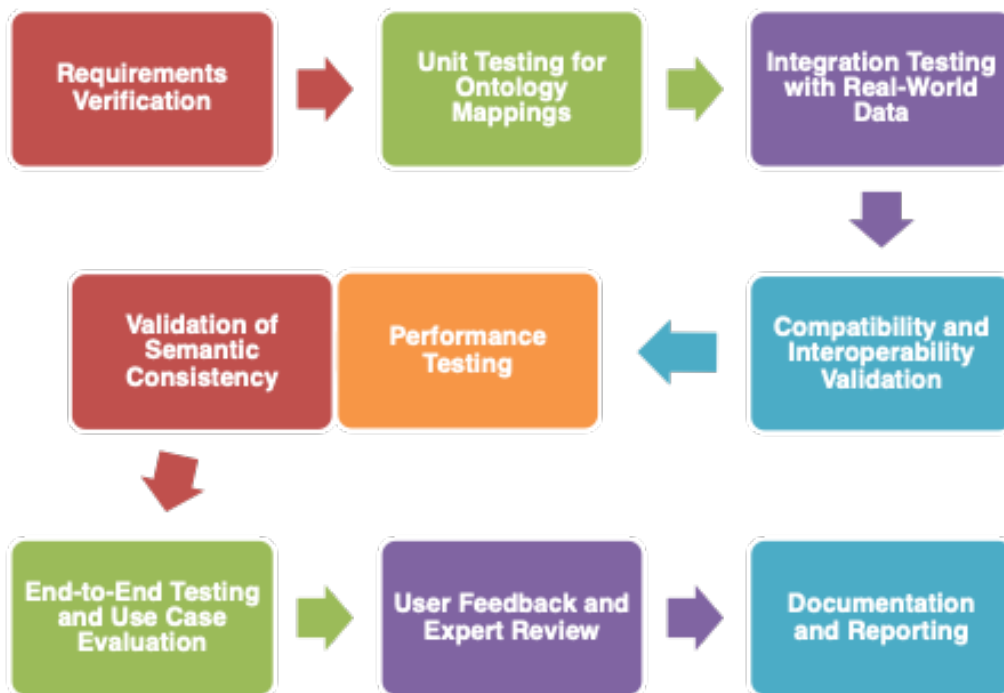 Requirements
Verification
Unit Testing for
Ontology
Mappings
Integration Testing
with Real-World
Data
Compatibility and
Interoperability
Validation
Performance
Testing
Validation of
Semantic
Consistency
End-to-End Testing
and Use Case
Evaluation
User Feedback and
Expert Review
Documentation
and Reporting